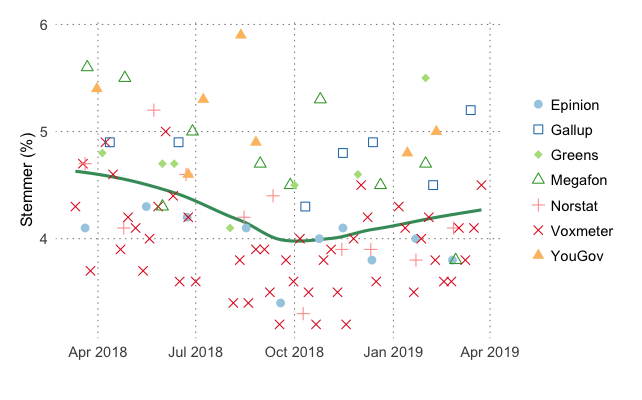 6
5
4
Stemmer (%)
Apr 2018
Jul 2018
Oct 2018
Jan 2019
Apr 2019
Epinion
Gallup
Greens
Megafon
Norstat
Voxmeter
YouGov